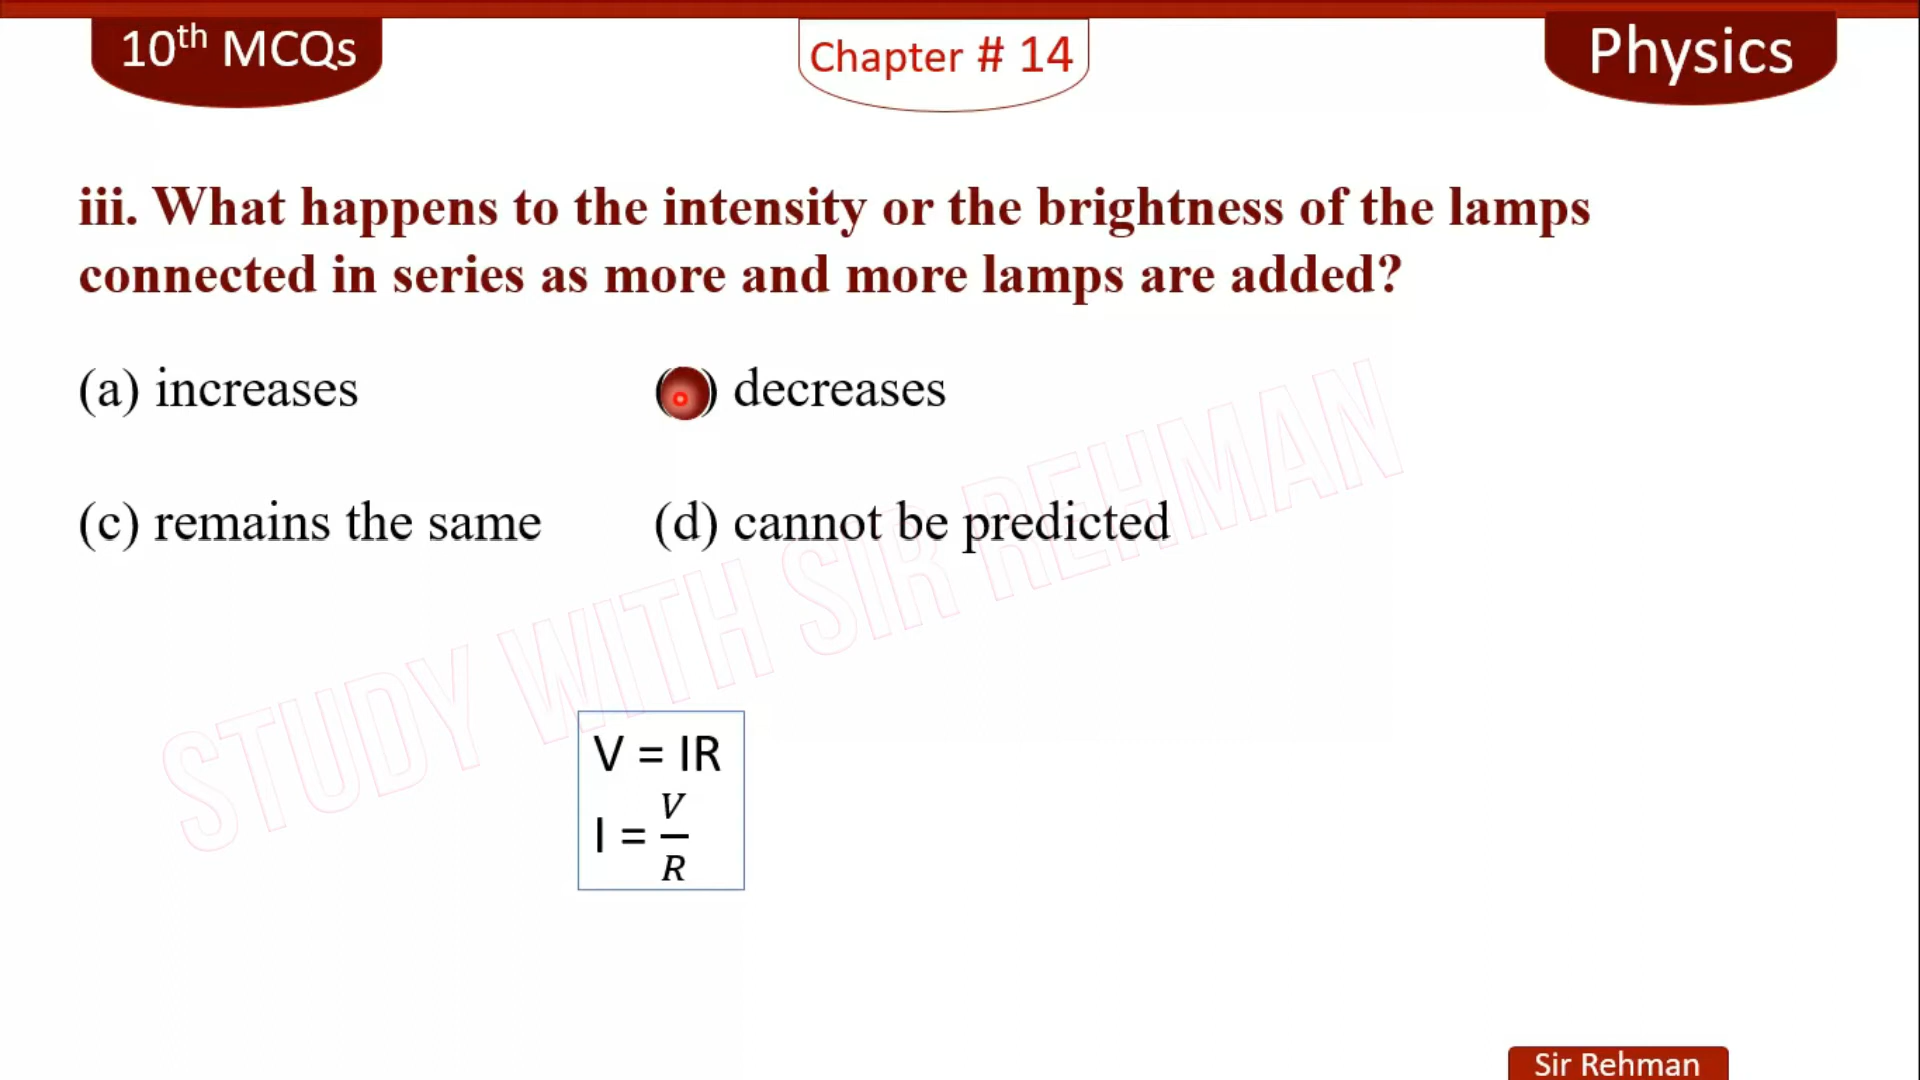 10th MCQs
Chapter # 14
Physics
iii. What happens to the intensity or the brightness of the lamps
connected in series as more and more lamps are added?
(a) increases
( ) decreases
(c) remains the same
(d) cannot be predicted
STUDY WITH SIR REHMAN
V = IR
I = V/R
Sir Rehman